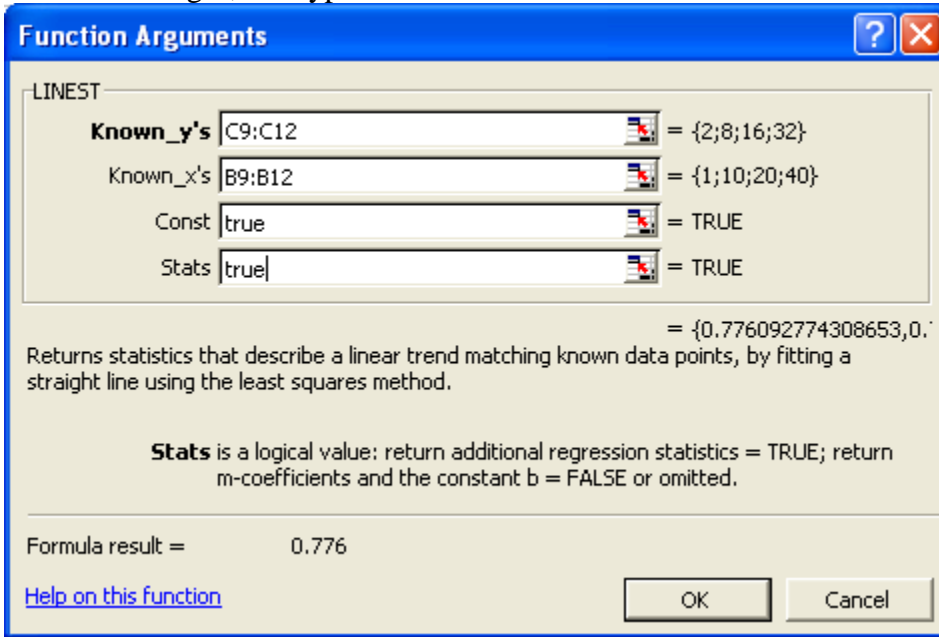 Function Arguments
LINEST
Known_y's C9:C12 = {2;8;16;32}
Known_x's B9:B12 = {1;10;20;40}
Const true = TRUE
Stats true = TRUE
= {0.776092774308653,0.
Returns statistics that describe a linear trend matching known data points, by fitting a
straight line using the least squares method.
Stats is a logical value: return additional regression statistics = TRUE; return
m-coefficients and the constant b = FALSE or omitted.
Formula result = 0.776
Help on this function OK Cancel